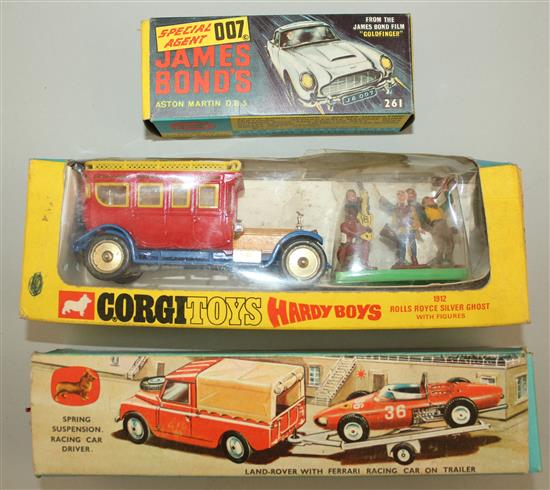 SPECIAL
AGENT 007
JAMES
BOND'S
ASTON MARTIN D.B.5
FROM THE
JAMES BOND FILM
"GOLDFINGER"
JB 007
261
CORGI TOYS HARDY BOYS
1912
ROLLS ROYCE SILVER GHOST
WITH FIGURES
SPRING
SUSPENSION.
RACING CAR
DRIVER.
36
LAND-ROVER WITH FERRARI RACING CAR ON TRAILER